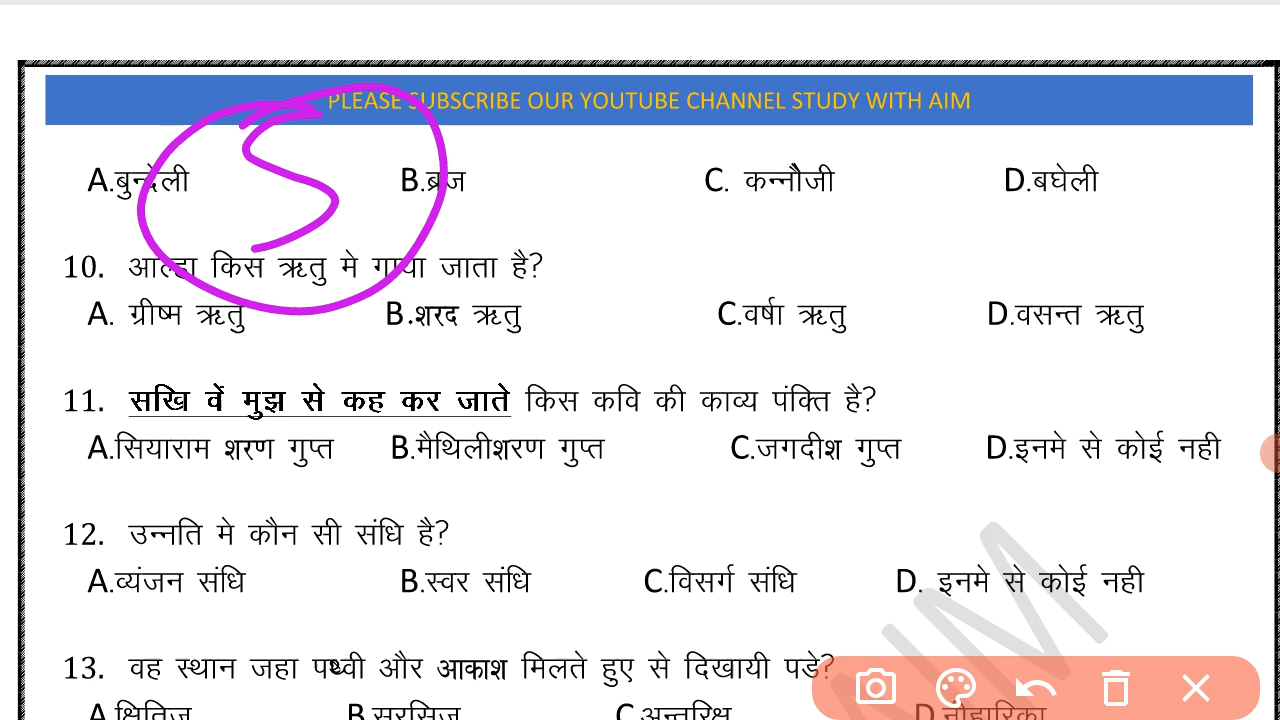 PLEASE SUBSCRIBE OUR YOUTUBE CHANNEL STUDY WITH AIM
5
A.बुन्देली B.ब्रज C. कन्नौजी D.बघेली
10. आल्हा किस ऋतु मे गाया जाता है?
A. ग्रीष्म ऋतु B.शरद ऋतु C.वर्षा ऋतु D.वसन्त ऋतु
11. सखि वें मुझ से कह कर जाते किस कवि की काव्य पंक्ति है?
A.सियाराम शरण गुप्त B.मैथिलीशरण गुप्त C.जगदीश गुप्त D.इनमे से कोई नही
12. उन्नति मे कौन सी संधि है?
A.व्यंजन संधि B.स्वर संधि C.विसर्ग संधि D. इनमे से कोई नही
13. वह स्थान जहा पथ्वी और आकाश मिलते हुए से दिखायी पडे?
A.क्षितिज B.सरसिज C.अन्तरिक्ष D.नीहारिका